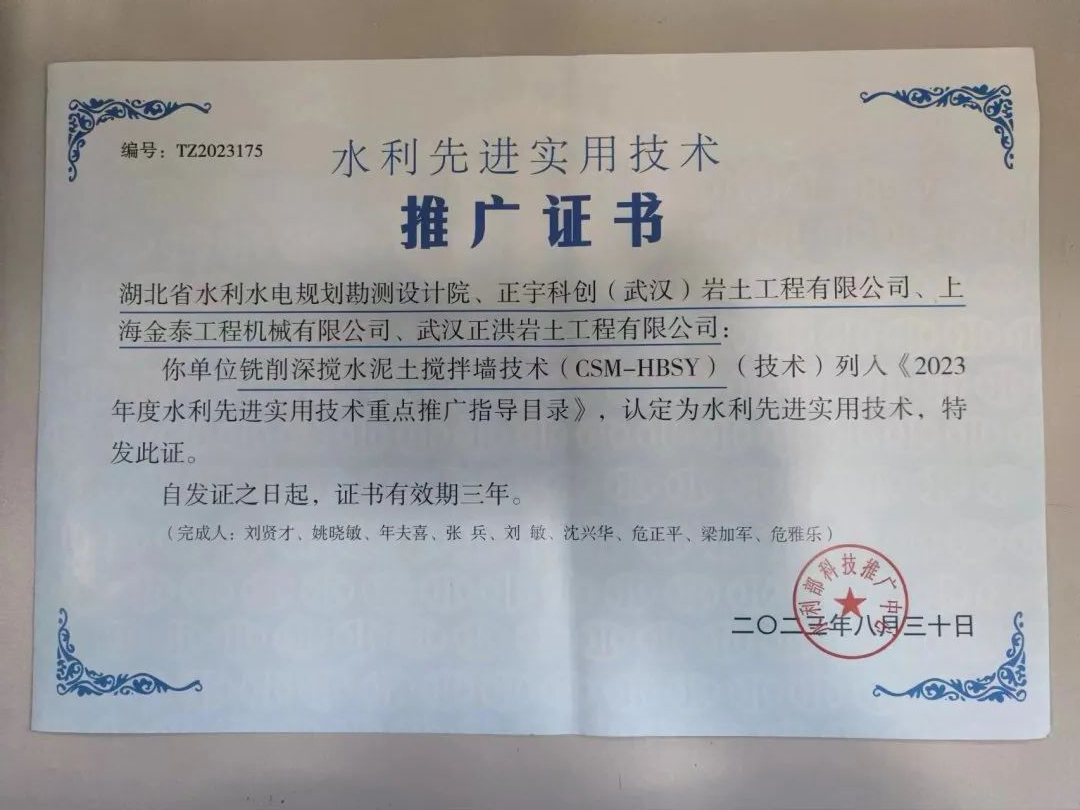 编号：TZ2023175
水利先进实用技术
推广证书
湖北省水利水电规划勘测设计院、正宇科创（武汉）岩土工程有限公司、上
海金泰工程机械有限公司、武汉正洪岩土工程有限公司：
你单位铣削深搅水泥土搅拌墙技术（CSM-HBSY）（技术）列入《2023
年度水利先进实用技术重点推广指导目录》，认定为水利先进实用技术，特
发此证。
自发证之日起，证书有效期三年。
（完成人：刘贤才、姚晓敏、年夫喜、张 兵、刘 敏、沈兴华、危正平、梁加军、危雅乐）
水利部科技推广中心
二〇二三年八月三十日